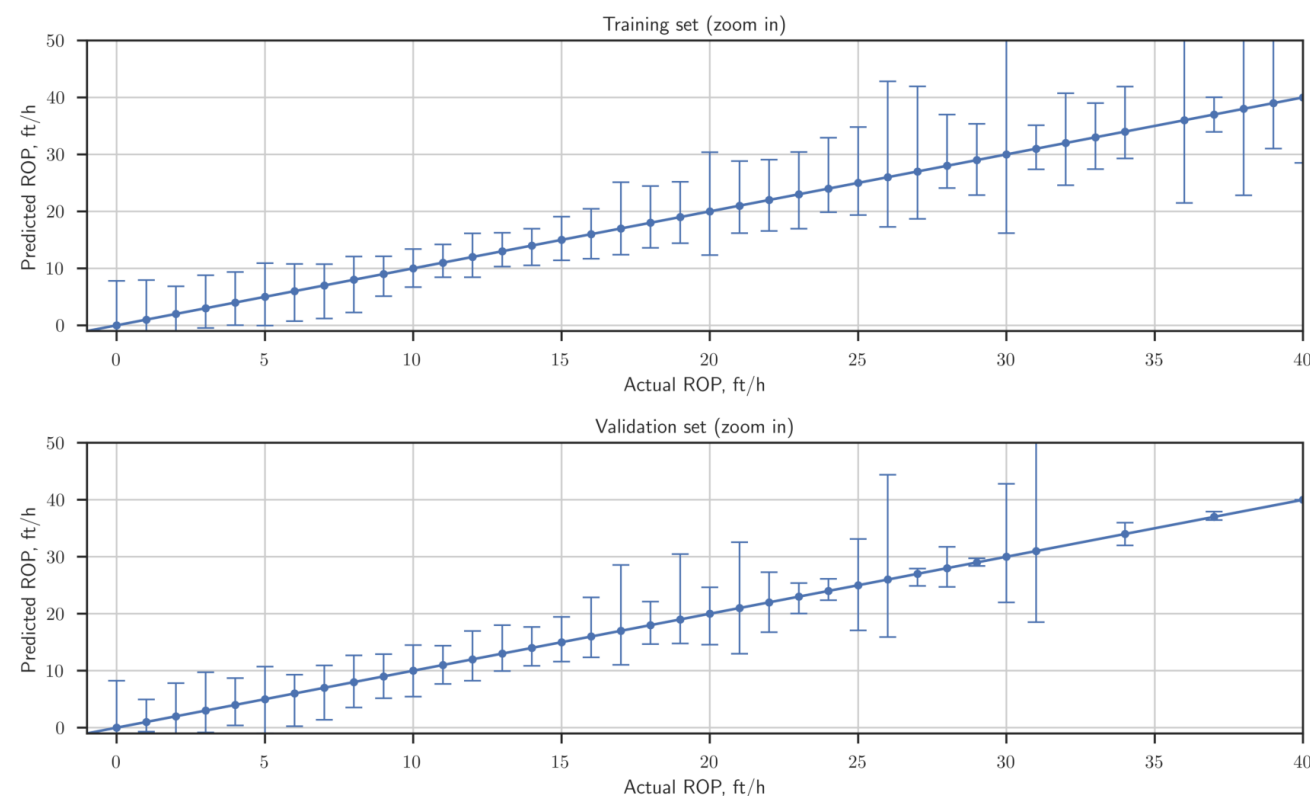 Training set (zoom in)
Predicted ROP, ft/h
50
40
30
20
10
0
0 5 10 15 20 25 30 35 40
Actual ROP, ft/h
Validation set (zoom in)
Predicted ROP, ft/h
50
40
30
20
10
0
0 5 10 15 20 25 30 35 40
Actual ROP, ft/h